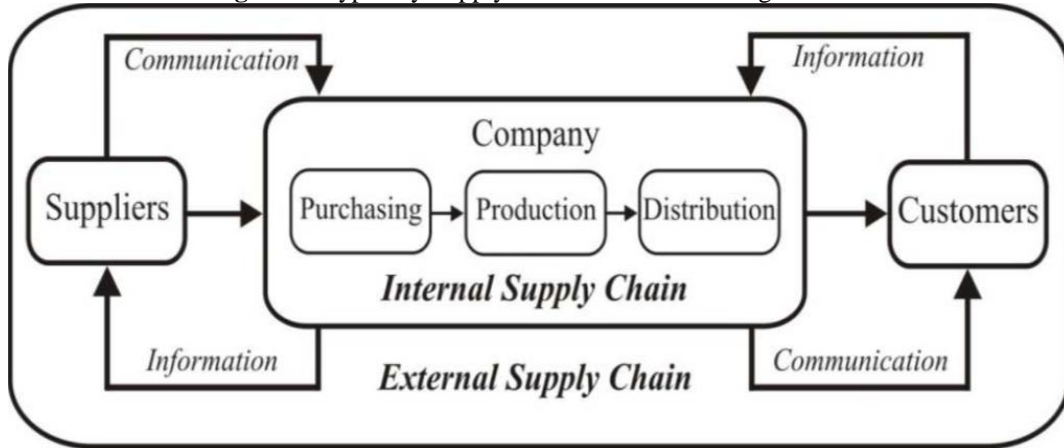 Communication
Information
Company
Suppliers
Purchasing
Production
Distribution
Customers
Internal Supply Chain
Information
External Supply Chain
Communication